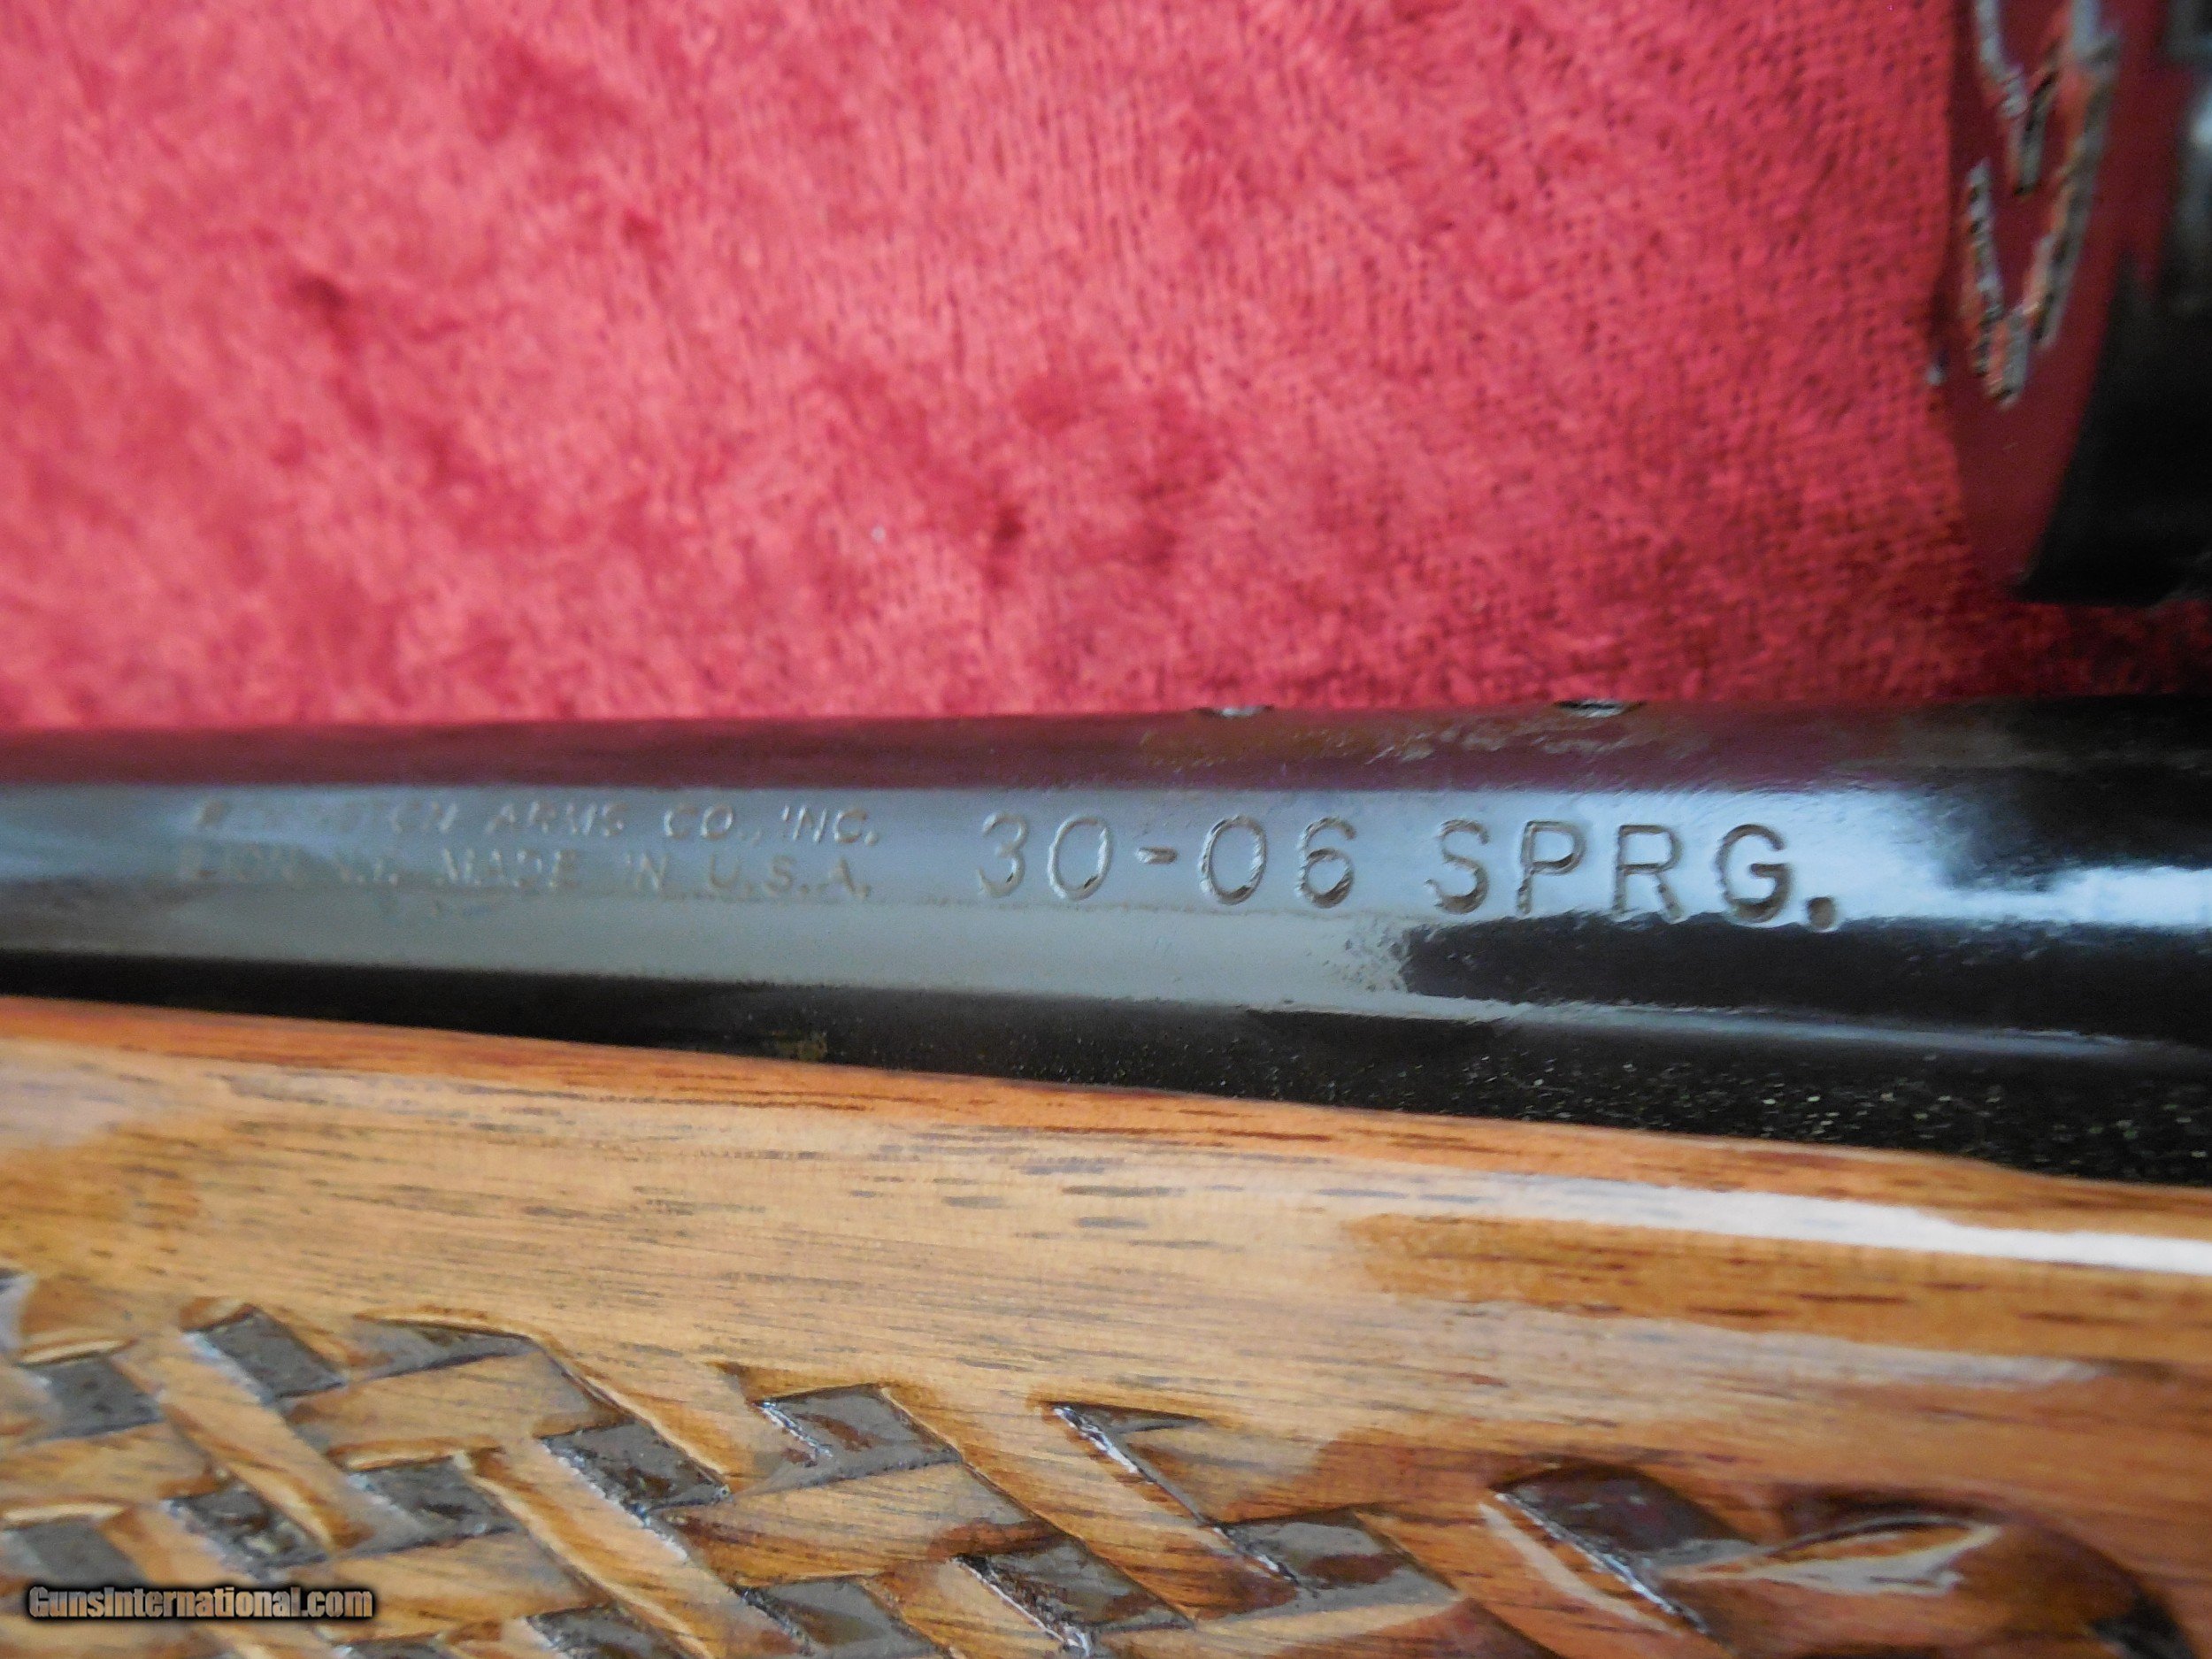 ARMS CO., INC. 30-06 SPRG.
MADE IN U.S.A.
GunsInternational.com